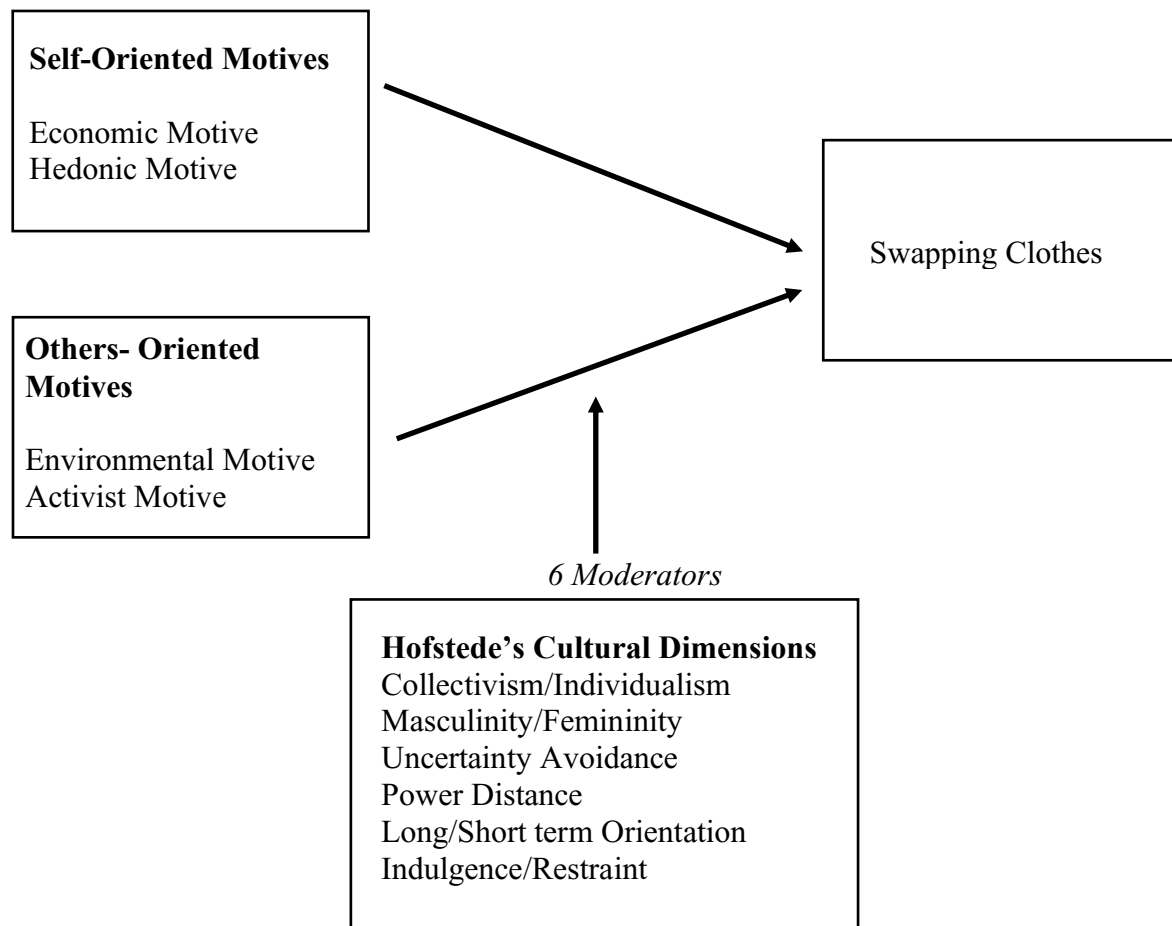 Self-Oriented Motives
Economic Motive
Hedonic Motive
Swapping Clothes
Others- Oriented
Motives
Environmental Motive
Activist Motive
6 Moderators
Hofstede’s Cultural Dimensions
Collectivism/Individualism
Masculinity/Femininity
Uncertainty Avoidance
Power Distance
Long/Short term Orientation
Indulgence/Restraint